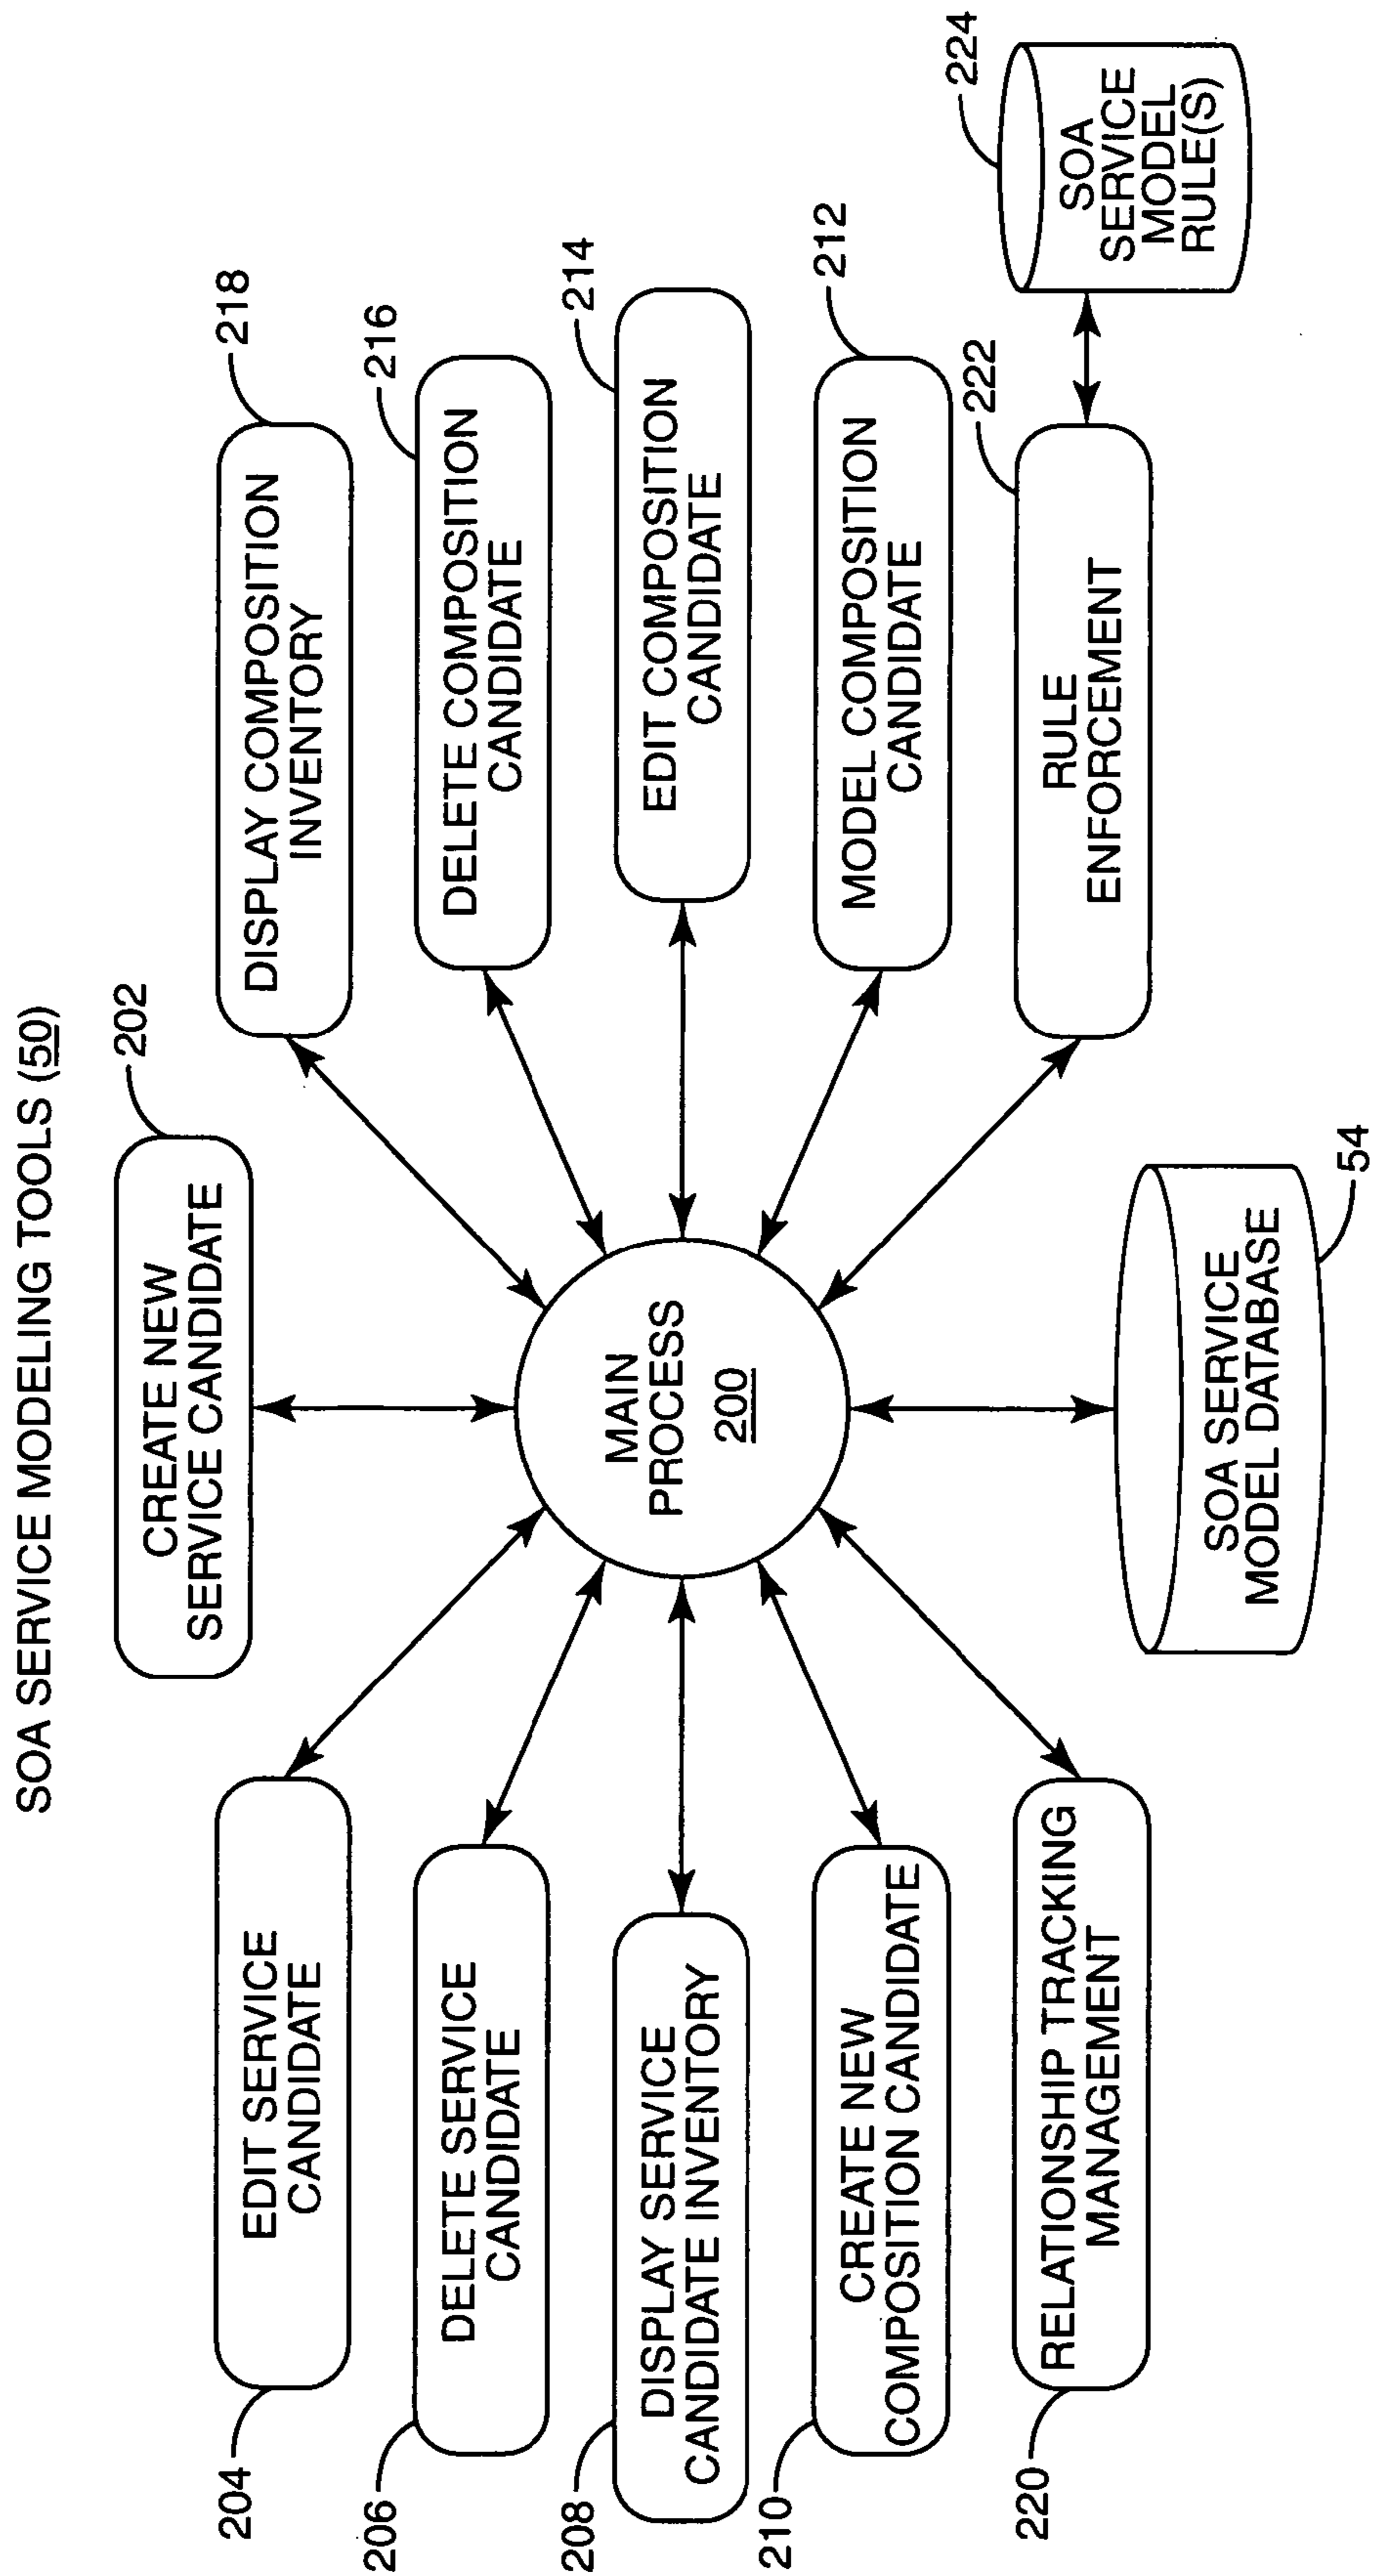 SOA SERVICE MODELING TOOLS (50)
202
CREATE NEW
SERVICE CANDIDATE
204
EDIT SERVICE
CANDIDATE
218
DISPLAY COMPOSITION
INVENTORY
206
DELETE SERVICE
CANDIDATE
216
DELETE COMPOSITION
CANDIDATE
208
DISPLAY SERVICE
CANDIDATE INVENTORY
MAIN
PROCESS
200
214
EDIT COMPOSITION
CANDIDATE
210
CREATE NEW
COMPOSITION CANDIDATE
212
MODEL COMPOSITION
CANDIDATE
220
RELATIONSHIP TRACKING
MANAGEMENT
222
RULE
ENFORCEMENT
224
SOA
SERVICE
MODEL
RULE(S)
SOA SERVICE
MODEL DATABASE
54